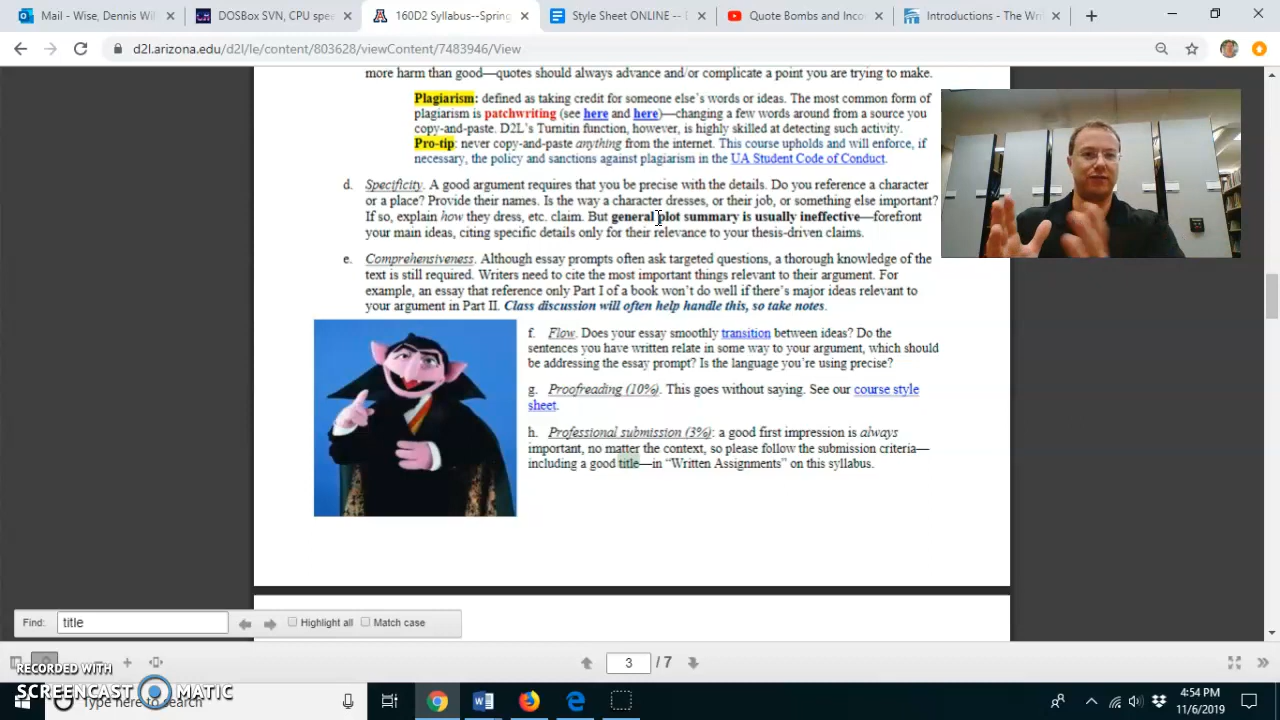 Mail - Wise, Dennis Wil
DOSBox SVN, CPU spee
160D2 Syllabus--Spring
Style Sheet ONLINE -- E
Quote Bombs and Inco
Introductions - The Wri
d2l.arizona.edu/d2l/le/content/803628/viewContent/7483946/View
more harm than good—quotes should always advance and/or complicate a point you are trying to make.
Plagiarism: defined as taking credit for someone else's words or ideas. The most common form of
plagiarism is patchwriting (see here and here)—changing a few words around from a source you
copy-and-paste. D2L's Turnitin function, however, is highly skilled at detecting such activity.
Pro-tip: never copy-and-paste anything from the internet. This course upholds and will enforce, if
necessary, the policy and sanctions against plagiarism in the UA Student Code of Conduct.
d. Specificity. A good argument requires that you be precise with the details. Do you reference a character
or a place? Provide their names. Is the way a character dresses, or their job, or something else important?
If so, explain how they dress, etc. claim. But general plot summary is usually ineffective—forefront
your main ideas, citing specific details only for their relevance to your thesis-driven claims.
e. Comprehensiveness. Although essay prompts often ask targeted questions, a thorough knowledge of the
text is still required. Writers need to cite the most important things relevant to their argument. For
example, an essay that reference only Part I of a book won't do well if there's major ideas relevant to
your argument in Part II. Class discussion will often help handle this, so take notes.
f. Flow. Does your essay smoothly transition between ideas? Do the
sentences you have written relate in some way to your argument, which should
be addressing the essay prompt? Is the language you're using precise?
g. Proofreading (10%). This goes without saying. See our course style
sheet.
h. Professional submission (3%): a good first impression is always
important, no matter the context, so please follow the submission criteria—
including a good title—in "Written Assignments" on this syllabus.
Find: title
Highlight all
Match case
3 / 7
RECORDED WITH
SCREENCAST MATIC
Type here to search
4:54 PM
11/6/2019